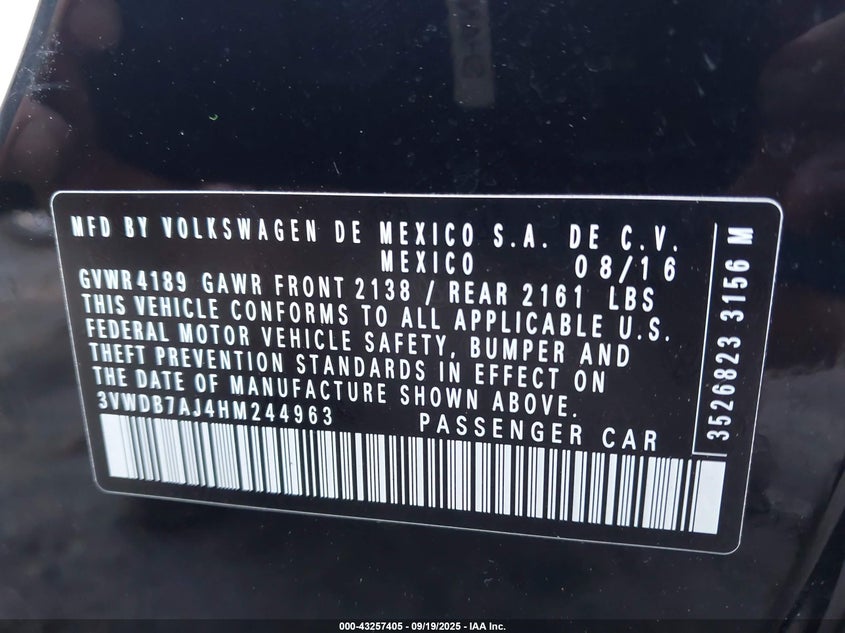 MFD BY VOLKSWAGEN DE MEXICO S.A. DE C.V.
MEXICO 08/16
GVWR 4189 GAWR FRONT 2138 / REAR 2161 LBS
THIS VEHICLE CONFORMS TO ALL APPLICABLE U.S.
FEDERAL MOTOR VEHICLE SAFETY, BUMPER AND
THEFT PREVENTION STANDARDS IN EFFECT ON
THE DATE OF MANUFACTURE SHOWN ABOVE.
3VWDB7AJ4HM244963 PASSENGER CAR
3526823 3156 M
000-43257405 - 09/19/2025 - IAA Inc.